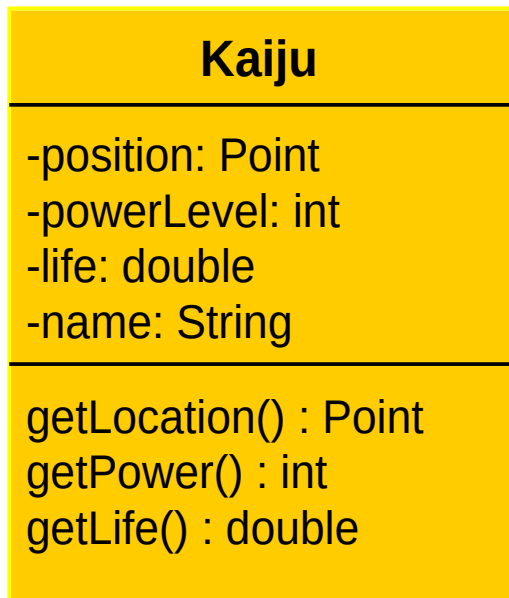 Kaiju
-position: Point
-powerLevel: int
-life: double
-name: String
getLocation() : Point
getPower() : int
getLife() : double